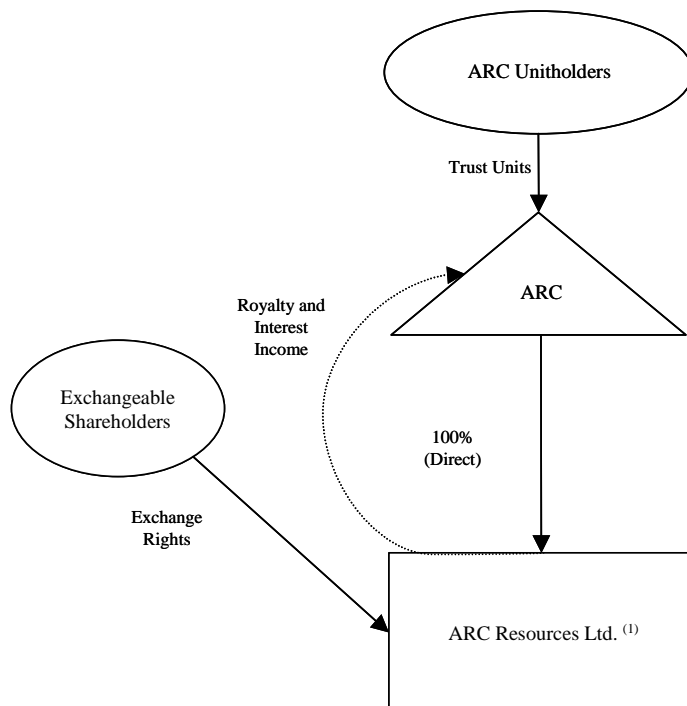 ARC Unitholders
Trust Units
ARC
Royalty and
Interest
Income
Exchangeable
Shareholders
100%
(Direct)
Exchange
Rights
ARC Resources Ltd. (1)